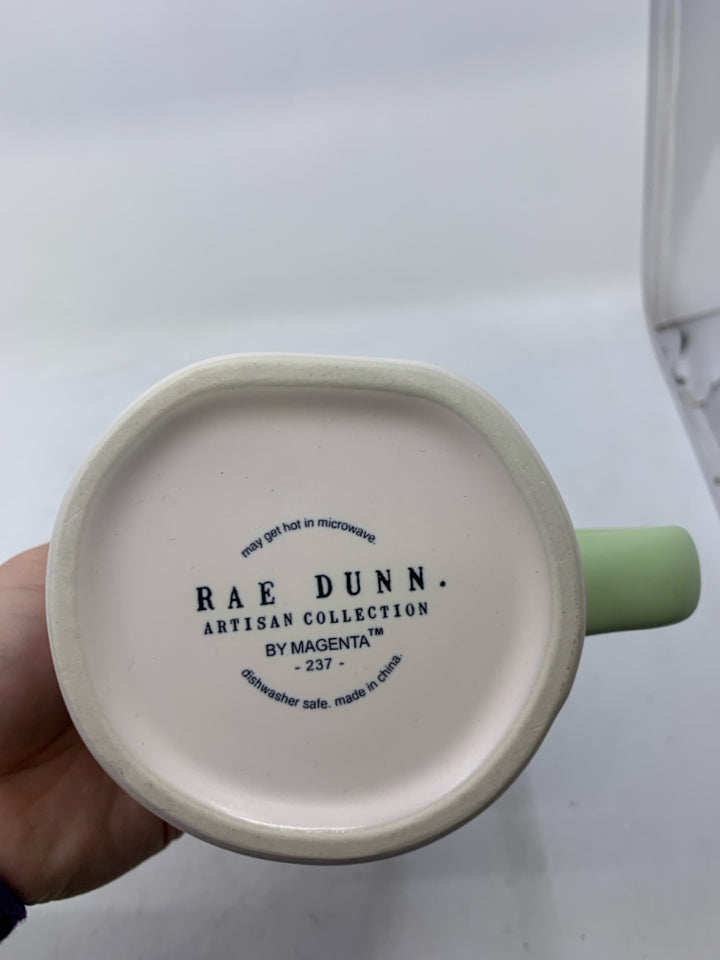 may get hot in microwave.
RAE DUNN.
ARTISAN COLLECTION
BY MAGENTA™
- 237 -
dishwasher safe. made in china.